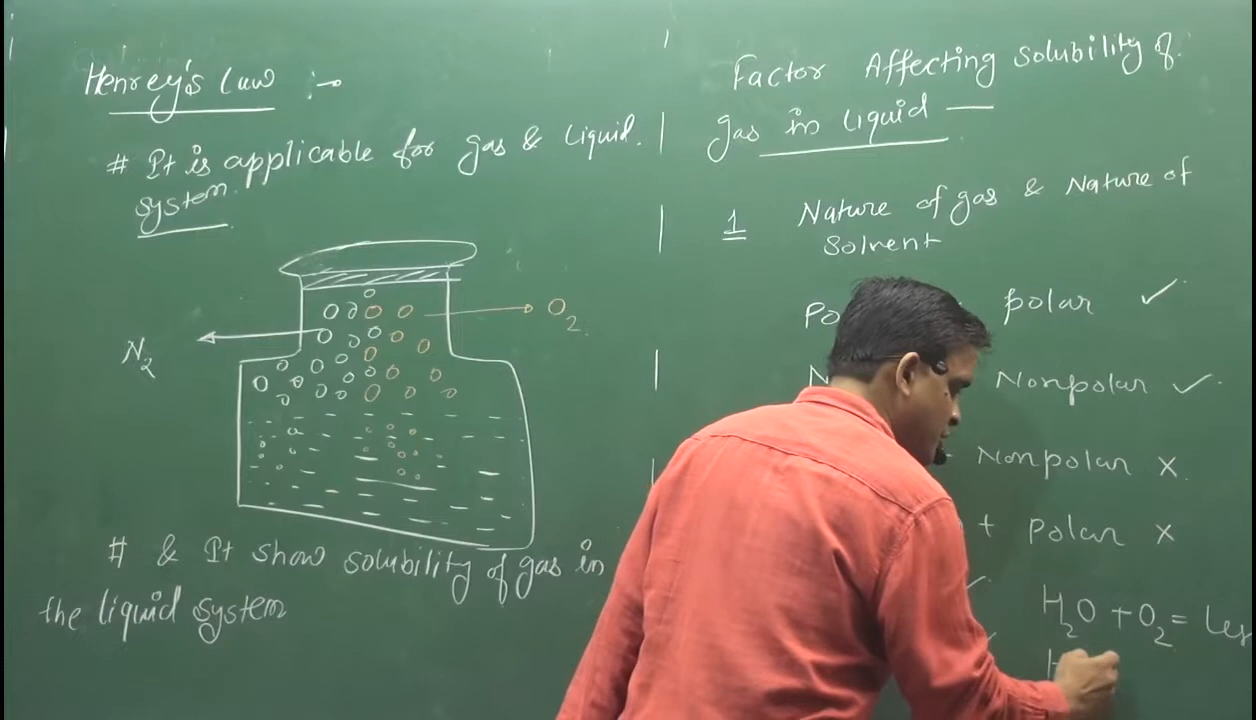 Henrey's Law :-
# It is applicable for gas & liquid
system.
N2
O2
# & It show solubility of gas in
the liquid system
Factor Affecting solubility of
gas in liquid —
1 Nature of gas & Nature of
Solvent
polar ✓
Nonpolar ✓
Nonpolar ×
+ polar ×
H2O + O2 =